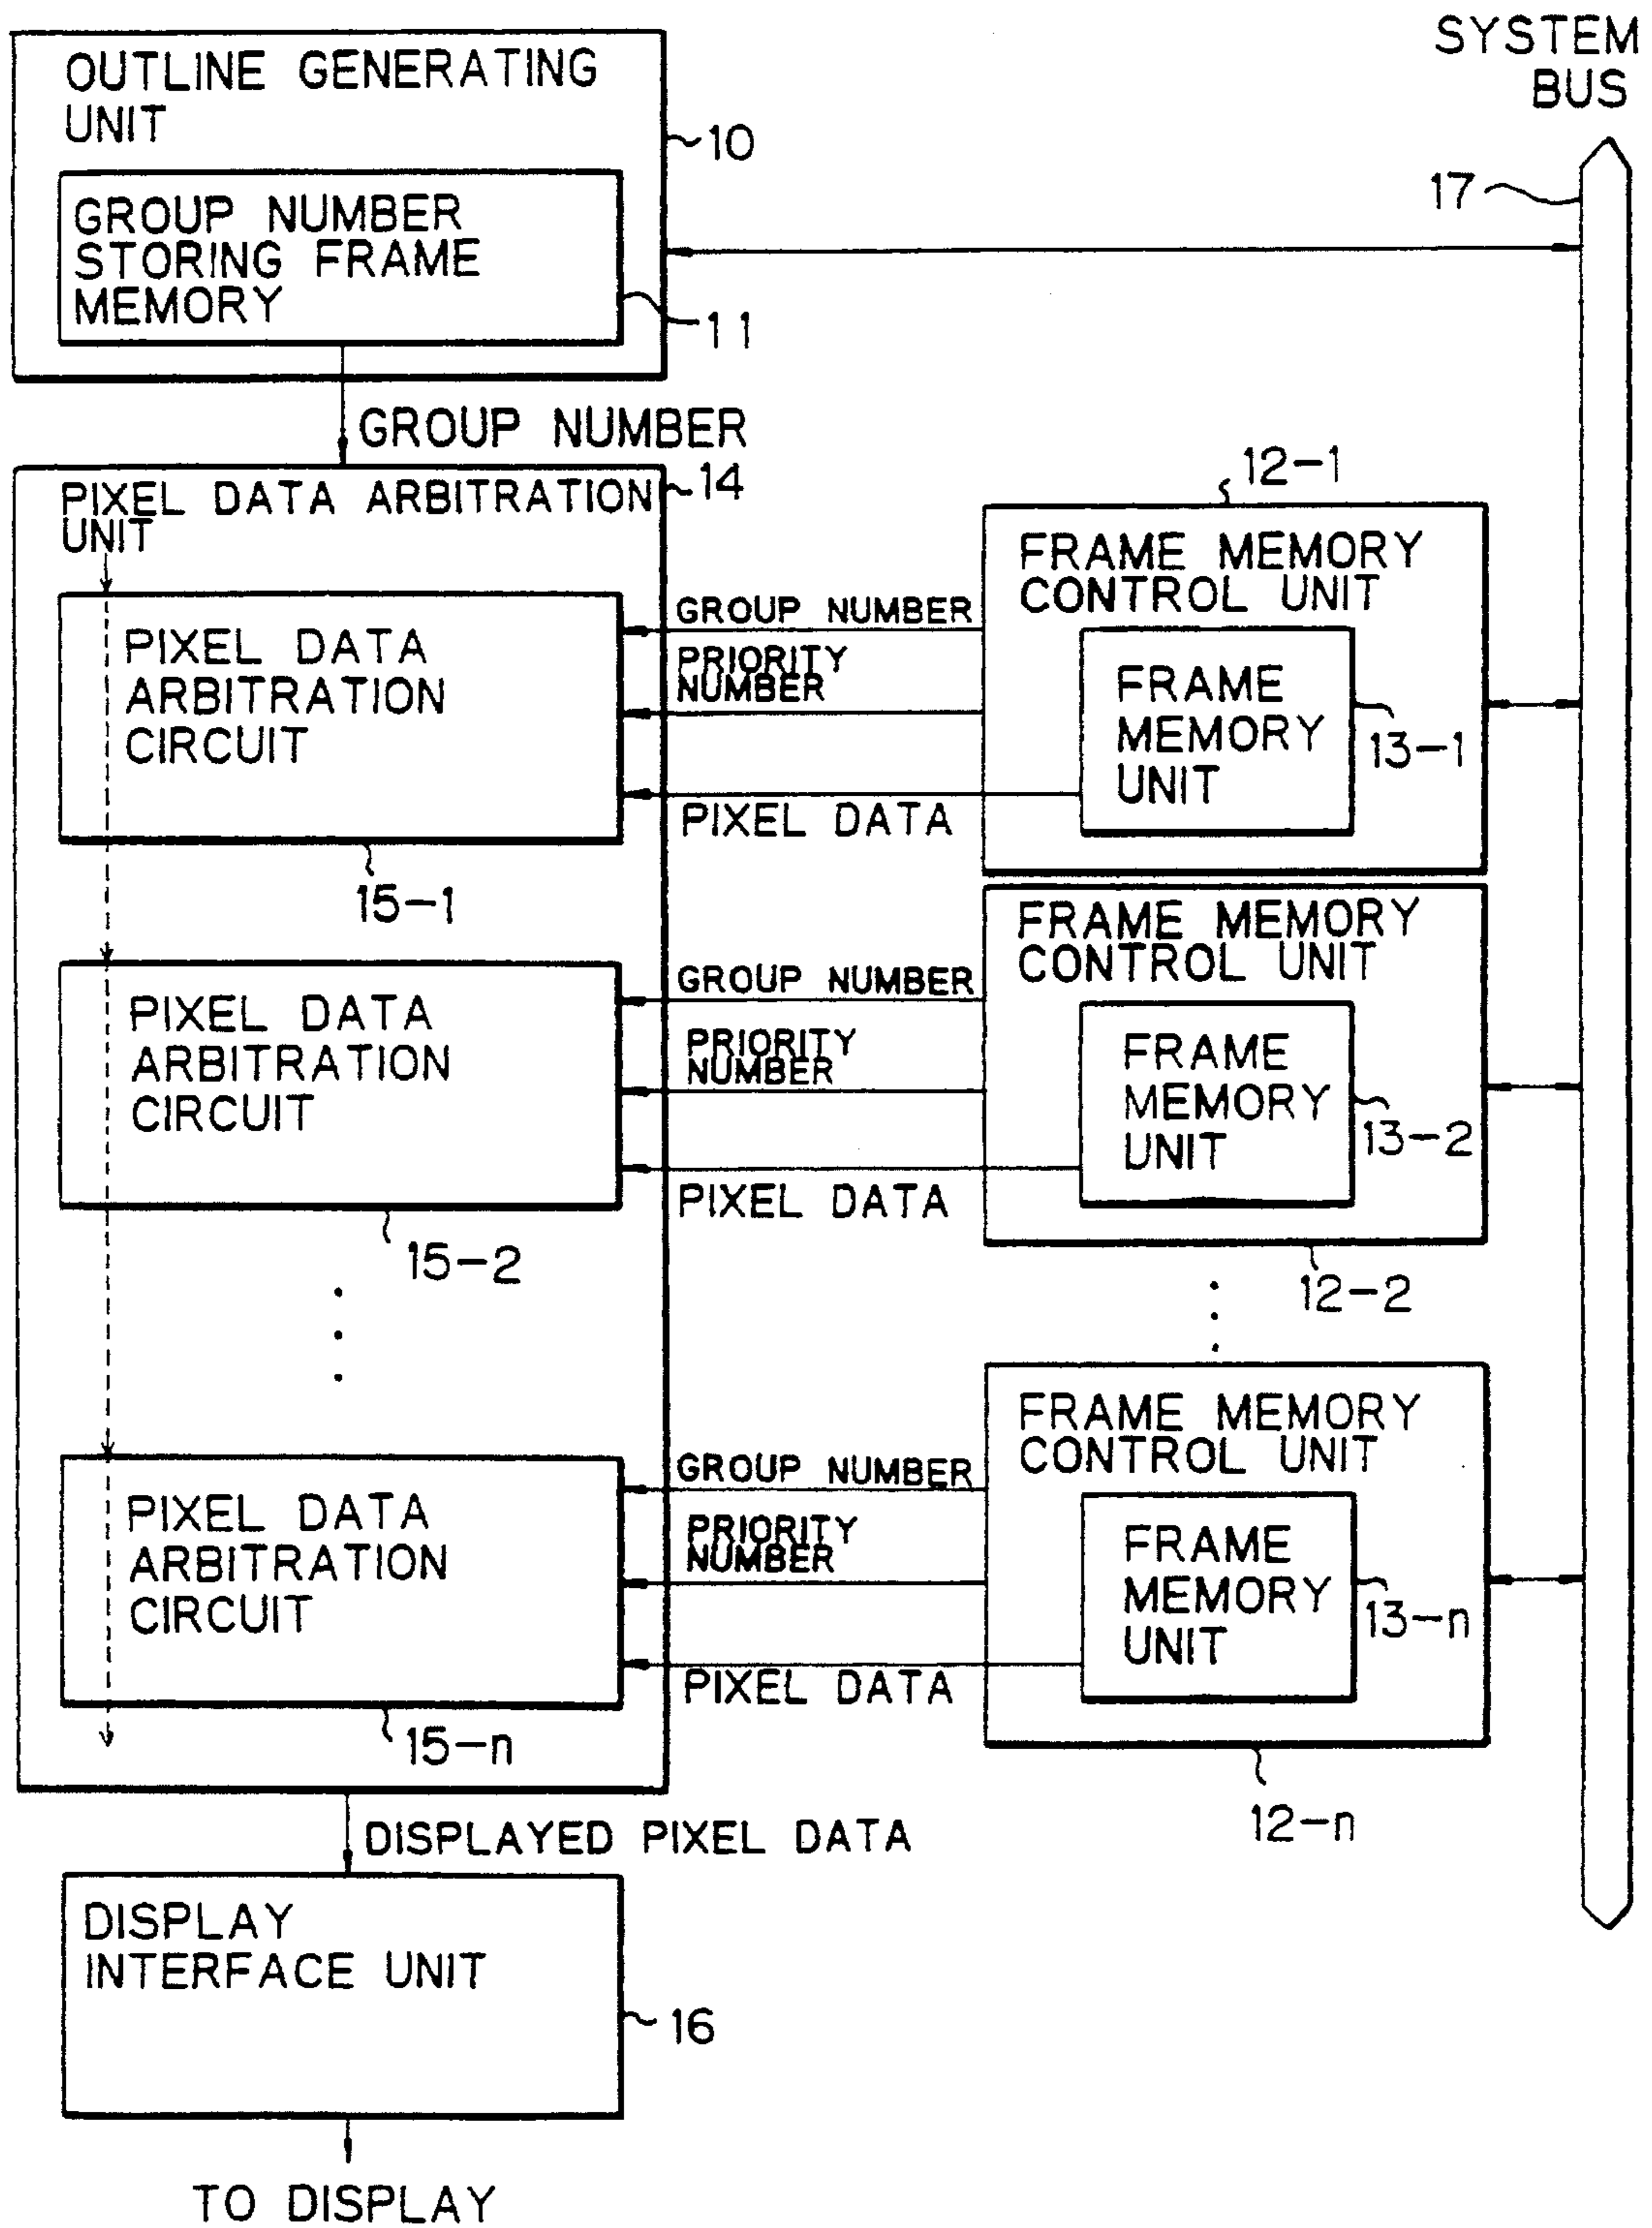 SYSTEM
BUS
OUTLINE GENERATING
UNIT
10
GROUP NUMBER
STORING FRAME
MEMORY
11
17
GROUP NUMBER
14
PIXEL DATA ARBITRATION
UNIT
12-1
FRAME MEMORY
CONTROL UNIT
GROUP NUMBER
PRIORITY
NUMBER
PIXEL DATA
ARBITRATION
CIRCUIT
FRAME
MEMORY
UNIT
13-1
PIXEL DATA
15-1
FRAME MEMORY
CONTROL UNIT
GROUP NUMBER
PRIORITY
NUMBER
PIXEL DATA
ARBITRATION
CIRCUIT
FRAME
MEMORY
UNIT
13-2
PIXEL DATA
15-2
12-2
FRAME MEMORY
CONTROL UNIT
GROUP NUMBER
PRIORITY
NUMBER
PIXEL DATA
ARBITRATION
CIRCUIT
FRAME
MEMORY
UNIT
13-n
PIXEL DATA
15-n
12-n
DISPLAYED PIXEL DATA
DISPLAY
INTERFACE UNIT
16
TO DISPLAY